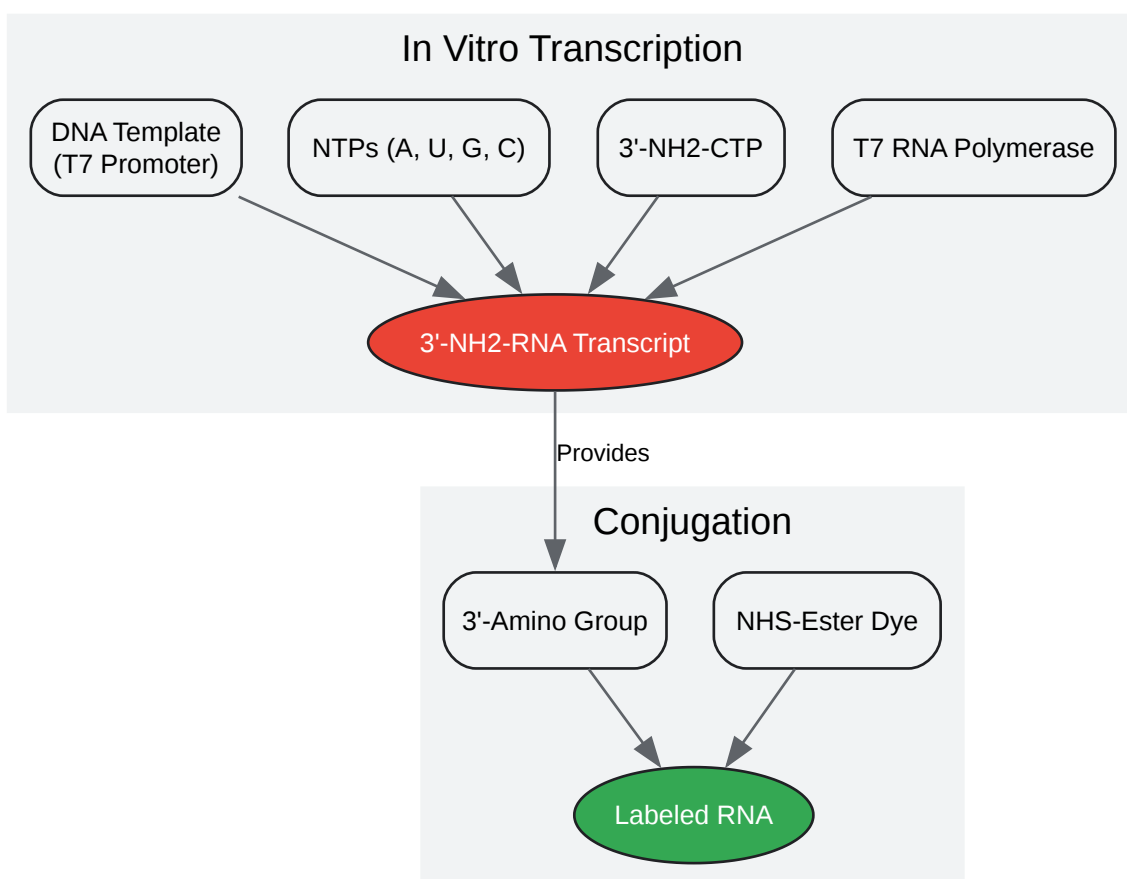 In Vitro Transcription
DNA Template
(T7 Promoter)
NTPs (A, U, G, C)
3'-NH2-CTP
T7 RNA Polymerase
3'-NH2-RNA Transcript
Provides
Conjugation
3'-Amino Group
NHS-Ester Dye
Labeled RNA